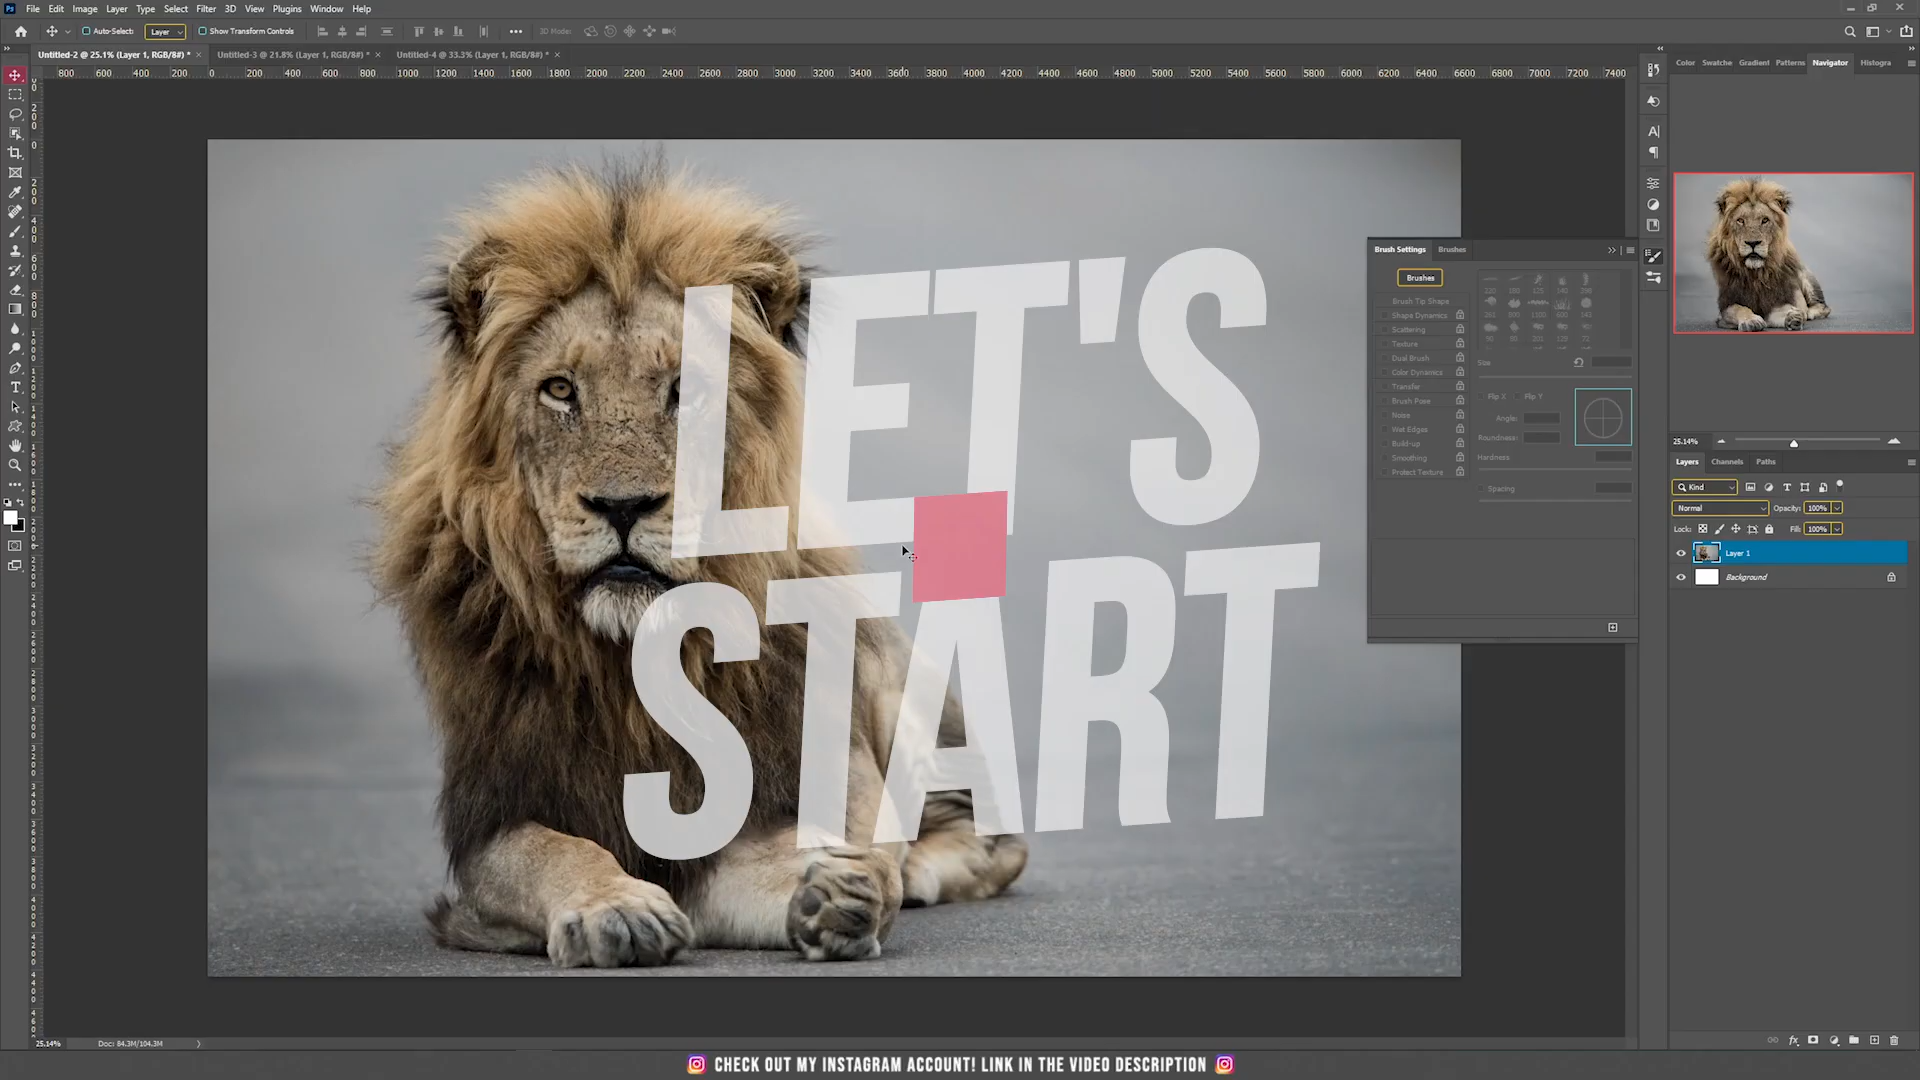 File Edit Image Layer Type Select Filter 3D View Plugins Window Help
Auto-Select: Layer Show Transform Controls 3D Mode:
Untitled-2 @ 25.1% (Layer 1, RGB/8#) * Untitled-3 @ 21.8% (Layer 1, RGB/8#) * Untitled-4 @ 33.3% (Layer 1, RGB/8#) *
800 600 400 200 0 200 400 600 800 1000 1200 1400 1600 1800 2000 2200 2400 2600 2800 3000 3200 3400 3600 3800 4000 4200 4400 4600 4800 5000 5200 5400 5600 5800 6000 6200 6400 6600 6800 7000 7200 7400
Color Swatche Gradient Patterns Navigator Histogra
LET'S
START
Brush Settings Brushes
Brushes
Brush Tip Shape
Shape Dynamics
Scattering
Texture
Dual Brush
Color Dynamics
Transfer
Brush Pose
Noise
Wet Edges
Build-up
Smoothing
Protect Texture
Size
Flip X Flip Y
Angle:
Roundness:
Hardness
Spacing
25.14%
Layers Channels Paths
Kind
Normal Opacity: 100%
Lock: Fill: 100%
Layer 1
Background
25.14% Doc: 84.3M/104.3M
CHECK OUT MY INSTAGRAM ACCOUNT! LINK IN THE VIDEO DESCRIPTION